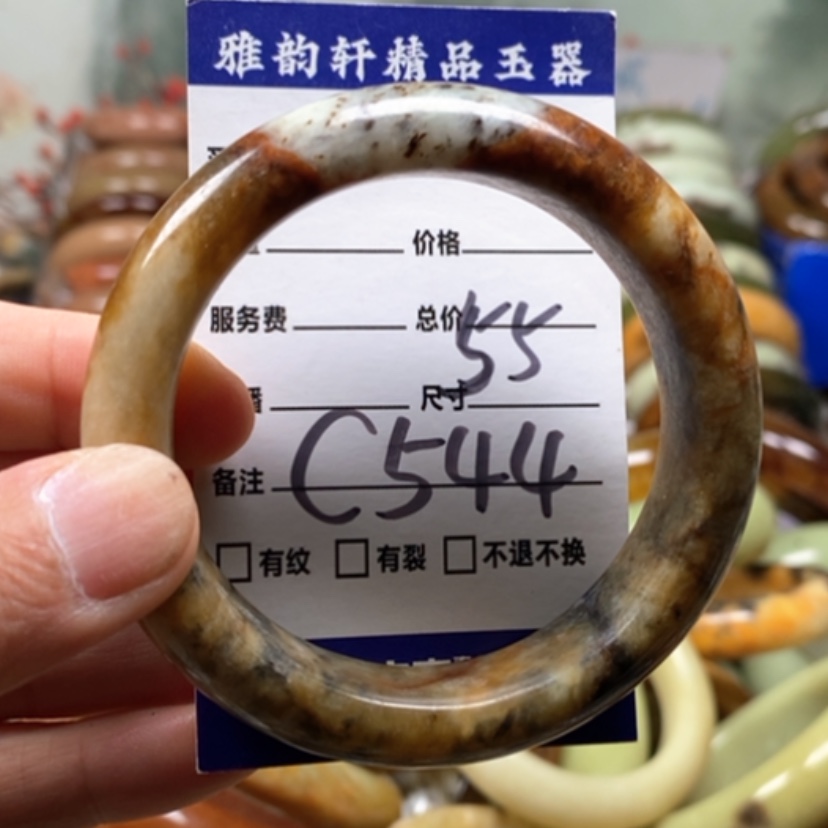 雅韵轩精品玉器
价格
服务费 总价 55
尺寸
备注 C544
有纹 有裂 不退不换